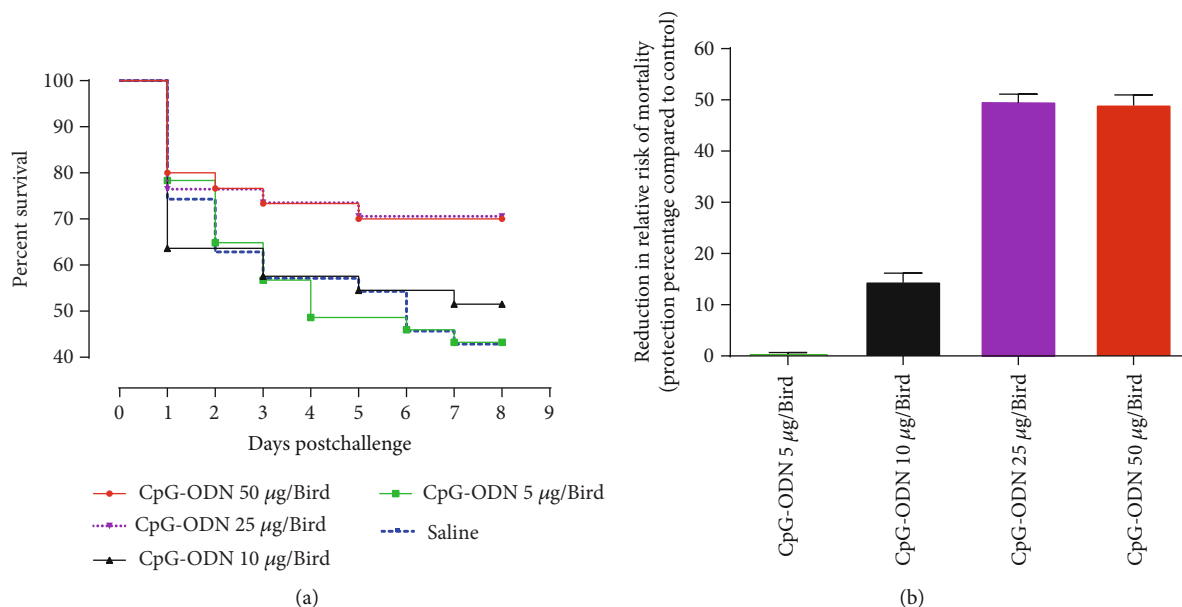 Percent survival
100
90
80
70
60
50
40
0 1 2 3 4 5 6 7 8 9
Days postchallenge
CpG-ODN 50 μg/Bird
CpG-ODN 25 μg/Bird
CpG-ODN 10 μg/Bird
CpG-ODN 5 μg/Bird
Saline
(a)
Reduction in relative risk of mortality
(protection percentage compared to control)
60
50
40
30
20
10
0
CpG-ODN 5 μg/Bird
CpG-ODN 10 μg/Bird
CpG-ODN 25 μg/Bird
CpG-ODN 50 μg/Bird
(b)